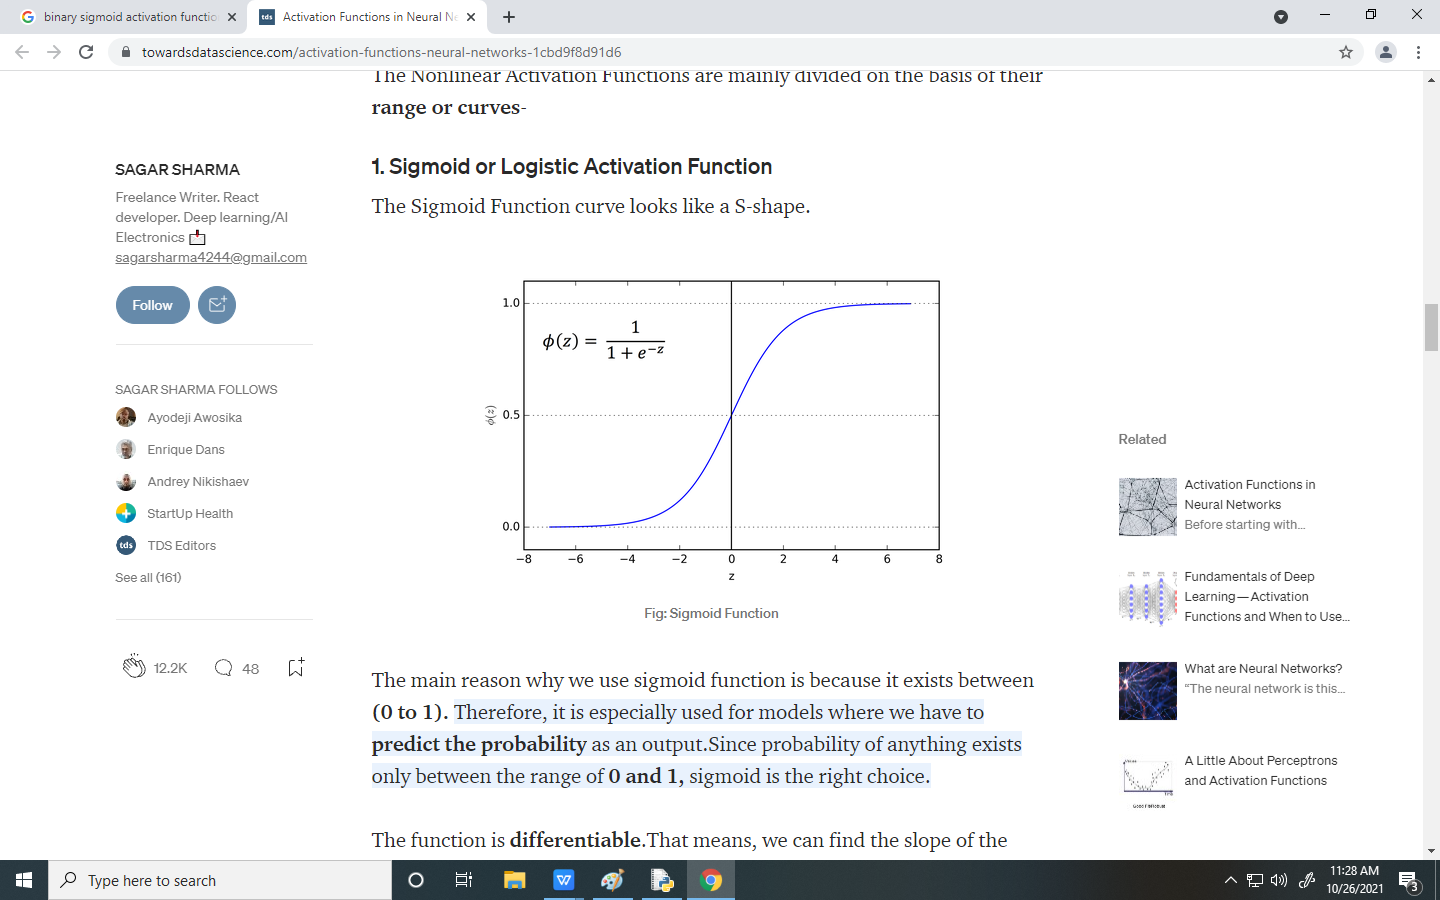 binary sigmoid activation functio
tds Activation Functions in Neural Ne
towardsdatascience.com/activation-functions-neural-networks-1cbd9f8d91d6
The Nonlinear Activation Functions are mainly divided on the basis of their
range or curves-
SAGAR SHARMA
Freelance Writer. React
developer. Deep learning/AI
Electronics
sagarsharma4244@gmail.com
Follow
SAGAR SHARMA FOLLOWS
Ayodeji Awosika
Enrique Dans
Andrey Nikishaev
StartUp Health
tds TDS Editors
See all (161)
12.2K 48
1. Sigmoid or Logistic Activation Function
The Sigmoid Function curve looks like a S-shape.
1.0
ϕ(z) = 1 / 1 + e⁻ᶻ
ϕ(z)
0.5
0.0
−8 −6 −4 −2 0 2 4 6 8
z
Fig: Sigmoid Function
The main reason why we use sigmoid function is because it exists between
(0 to 1). Therefore, it is especially used for models where we have to
predict the probability as an output.Since probability of anything exists
only between the range of 0 and 1, sigmoid is the right choice.
The function is differentiable.That means, we can find the slope of the
Related
Activation Functions in
Neural Networks
Before starting with...
Fundamentals of Deep
Learning—Activation
Functions and When to Use...
What are Neural Networks?
“The neural network is this...
A Little About Perceptrons
and Activation Functions
Type here to search
W
11:28 AM
10/26/2021
3